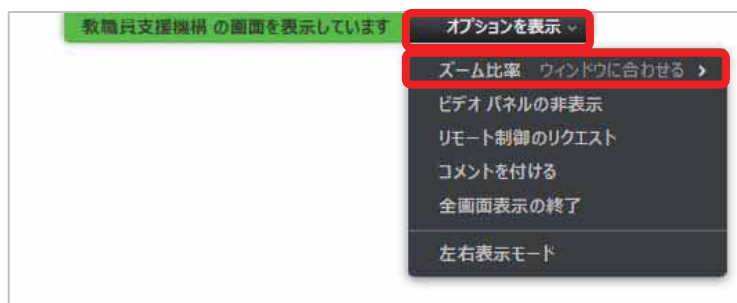 教職員支援機構 の画面を表示しています オプションを表示
ズーム比率 ウィンドウに合わせる
ビデオ パネルの非表示
リモート制御のリクエスト
コメントを付ける
全画面表示の終了
左右表示モード